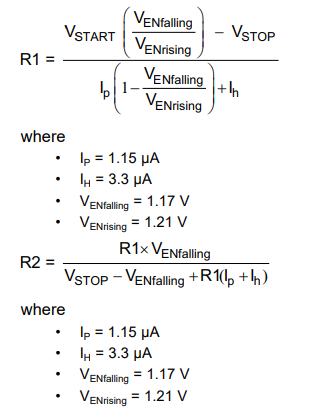 R1 = (V_START (V_ENfalling / V_ENrising) - V_STOP) / (I_p (1 - V_ENfalling / V_ENrising) + I_h)
where
• I_P = 1.15 µA
• I_H = 3.3 µA
• V_ENfalling = 1.17 V
• V_ENrising = 1.21 V
R2 = (R1 × V_ENfalling) / (V_STOP − V_ENfalling + R1(I_p + I_h))
where
• I_P = 1.15 µA
• I_H = 3.3 µA
• V_ENfalling = 1.17 V
• V_ENrising = 1.21 V